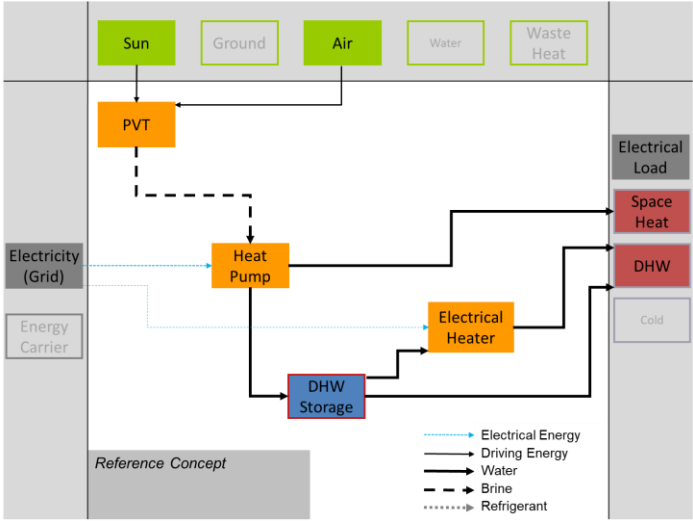 Sun
Ground
Air
Water
Waste
Heat
PVT
Electrical
Load
Space
Heat
Electricity
(Grid)
Heat
Pump
DHW
Energy
Carrier
Electrical
Heater
Cold
DHW
Storage
Electrical Energy
Driving Energy
Water
Brine
Refrigerant
Reference Concept